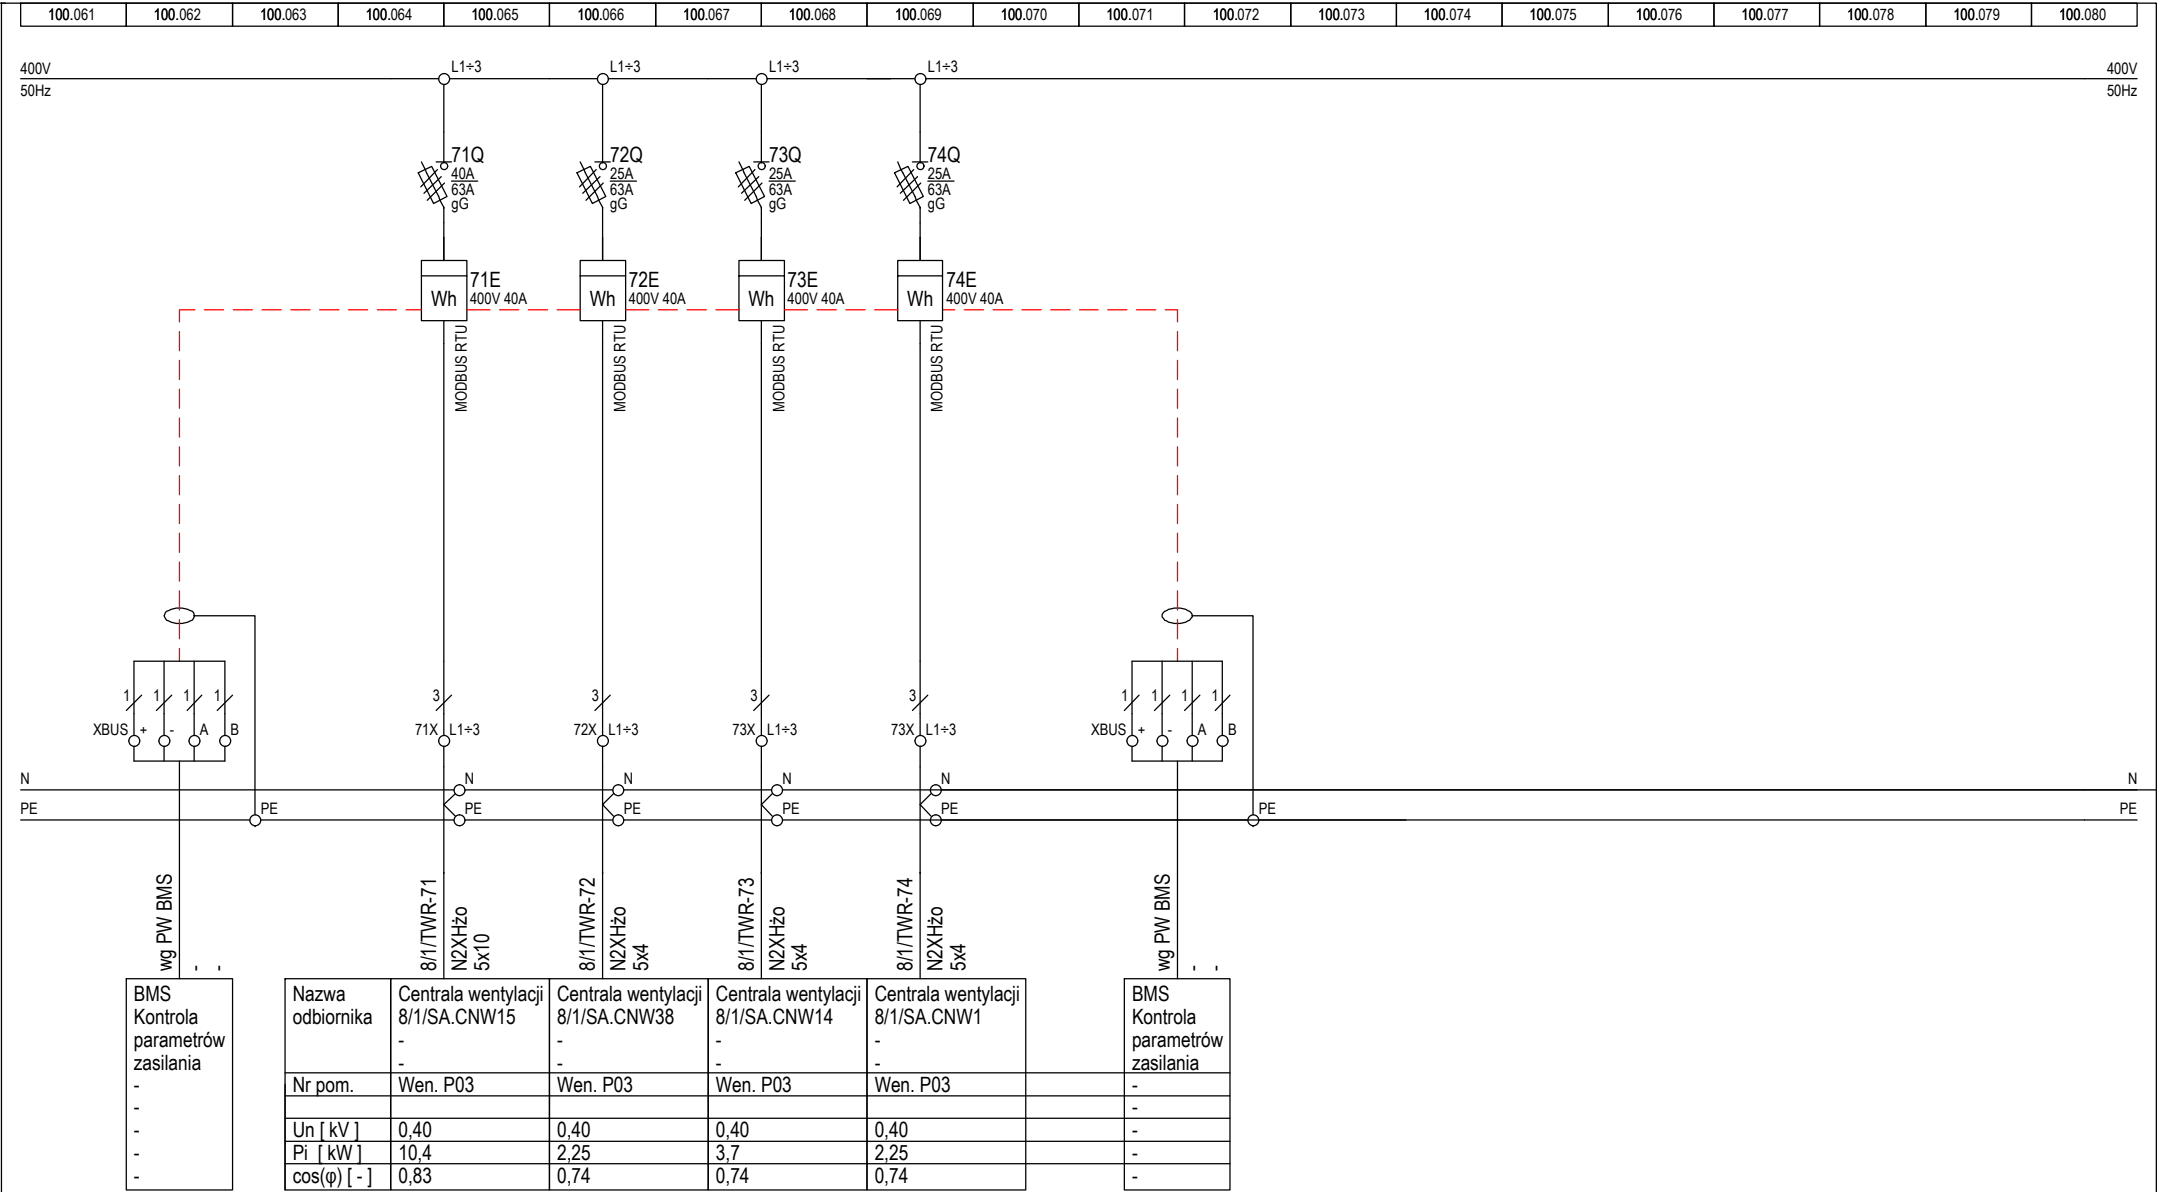 100.061 100.062 100.063 100.064 100.065 100.066 100.067 100.068 100.069 100.070 100.071 100.072 100.073 100.074 100.075 100.076 100.077 100.078 100.079 100.080
400V L1÷3 L1÷3 L1÷3 L1÷3 400V
50Hz 50Hz
71Q 72Q 73Q 74Q
40A 25A 25A 25A
63A 63A 63A 63A
gG gG gG gG
71E 72E 73E 74E
Wh 400V 40A Wh 400V 40A Wh 400V 40A Wh 400V 40A
MODBUS RTU MODBUS RTU MODBUS RTU MODBUS RTU
1 1 1 1 3 3 3 3 1 1 1 1
XBUS + - A B 71X L1÷3 72X L1÷3 73X L1÷3 73X L1÷3 XBUS + - A B
N N N N N N
PE PE PE PE PE PE PE PE
wg PW BMS
- -
8/1/TWR-71
N2XHżo
5x10
8/1/TWR-72
N2XHżo
5x4
8/1/TWR-73
N2XHżo
5x4
8/1/TWR-74
N2XHżo
5x4
wg PW BMS
- -
BMS
Kontrola
parametrów
zasilania
-
-
-
-
-
Nazwa odbiornika
Centrala wentylacji
8/1/SA.CNW15
-
-
Centrala wentylacji
8/1/SA.CNW38
-
-
Centrala wentylacji
8/1/SA.CNW14
-
-
Centrala wentylacji
8/1/SA.CNW1
-
-
Nr pom. Wen. P03 Wen. P03 Wen. P03 Wen. P03
Un [ kV ] 0,40 0,40 0,40 0,40
Pi [ kW ] 10,4 2,25 3,7 2,25
cos(φ) [ - ] 0,83 0,74 0,74 0,74
BMS
Kontrola
parametrów
zasilania
-
-
-
-
-